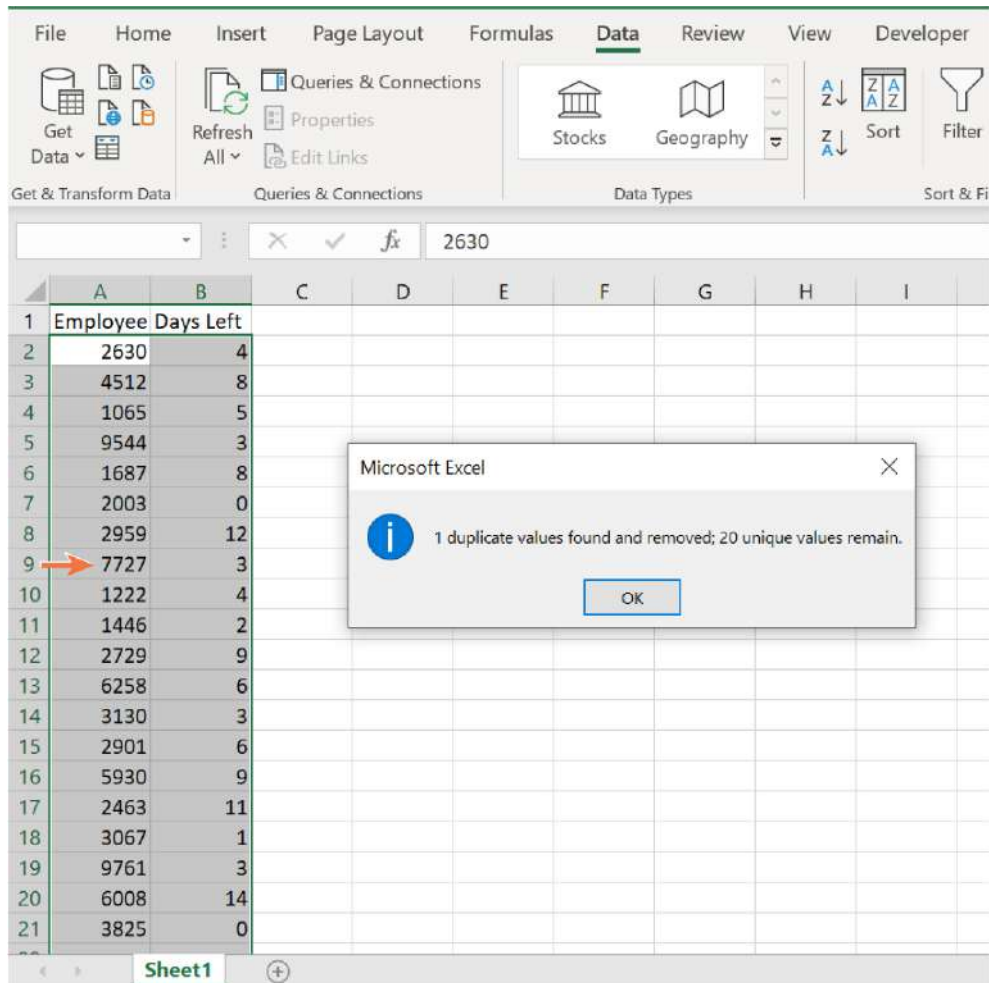 File Home Insert Page Layout Formulas Data Review View Developer
Get Data
Refresh All
Queries & Connections
Properties
Edit Links
Stocks
Geography
Sort
Filter
Get & Transform Data
Queries & Connections
Data Types
Sort & Fi
fx 2630
A B C D E F G H I
1 Employee Days Left
2 2630 4
3 4512 8
4 1065 5
5 9544 3
6 1687 8
7 2003 0
8 2959 12
9 7727 3
10 1222 4
11 1446 2
12 2729 9
13 6258 6
14 3130 3
15 2901 6
16 5930 9
17 2463 11
18 3067 1
19 9761 3
20 6008 14
21 3825 0
Microsoft Excel
1 duplicate values found and removed; 20 unique values remain.
OK
Sheet1